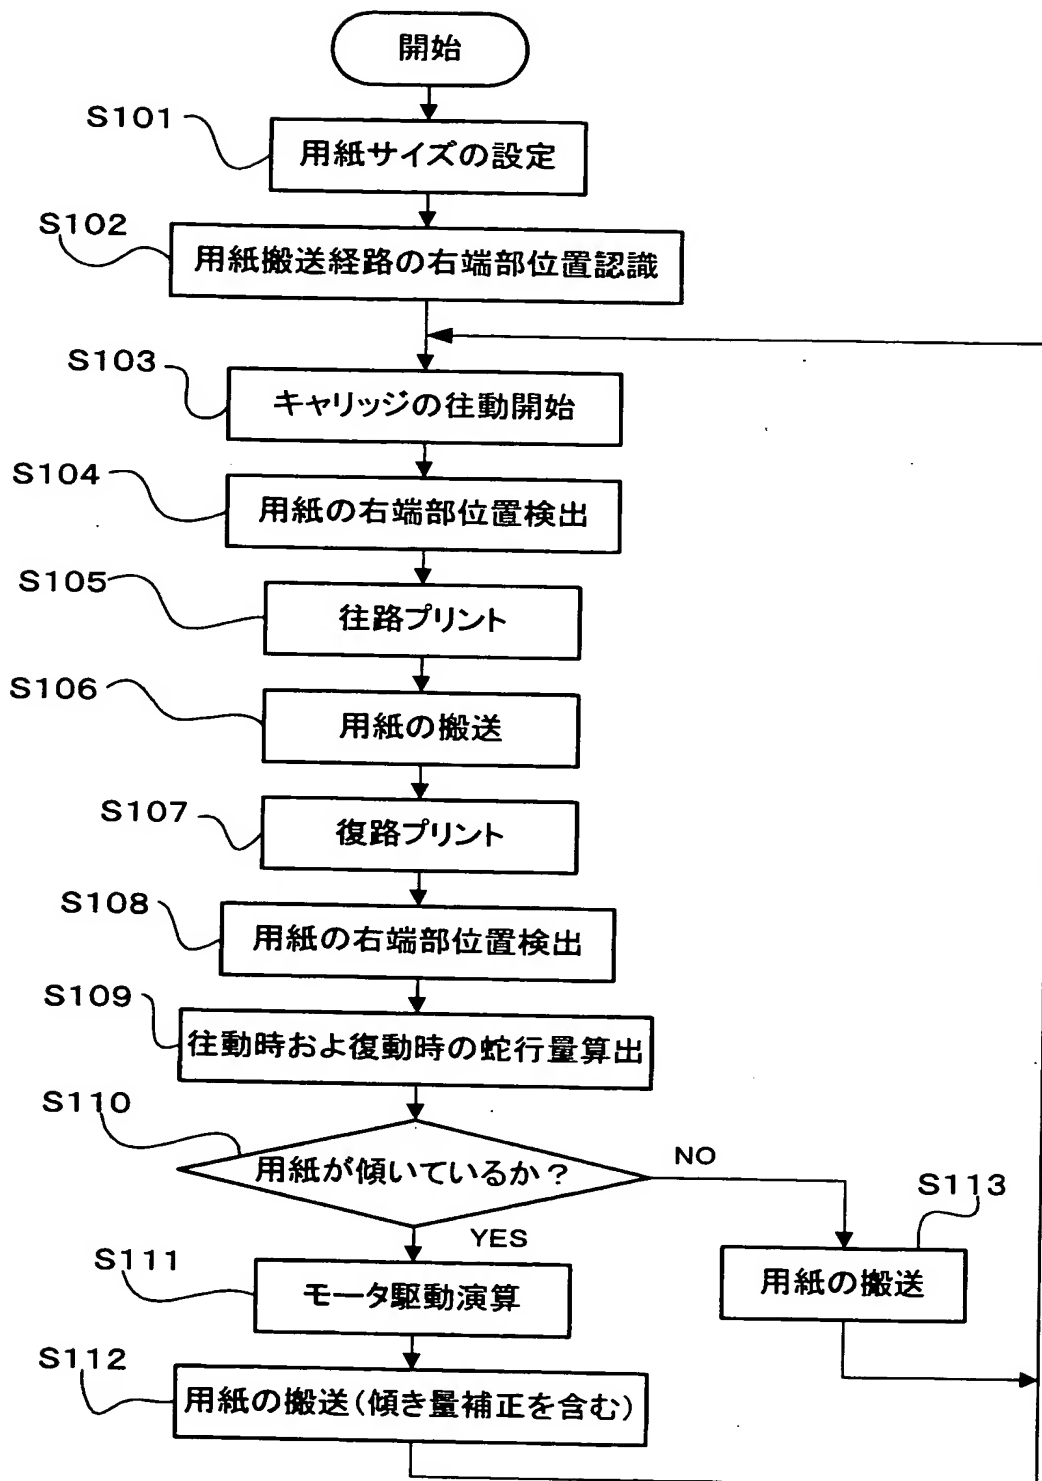 開始
S101
用紙サイズの設定
S102
用紙搬送経路の右端部位置認識
S103
キャリッジの往動開始
S104
用紙の右端部位置検出
S105
往路プリント
S106
用紙の搬送
S107
復路プリント
S108
用紙の右端部位置検出
S109
往動時およ復動時の蛇行量算出
S110
用紙が傾いているか？
NO
YES
S113
用紙の搬送
S111
モータ駆動演算
S112
用紙の搬送(傾き量補正を含む)